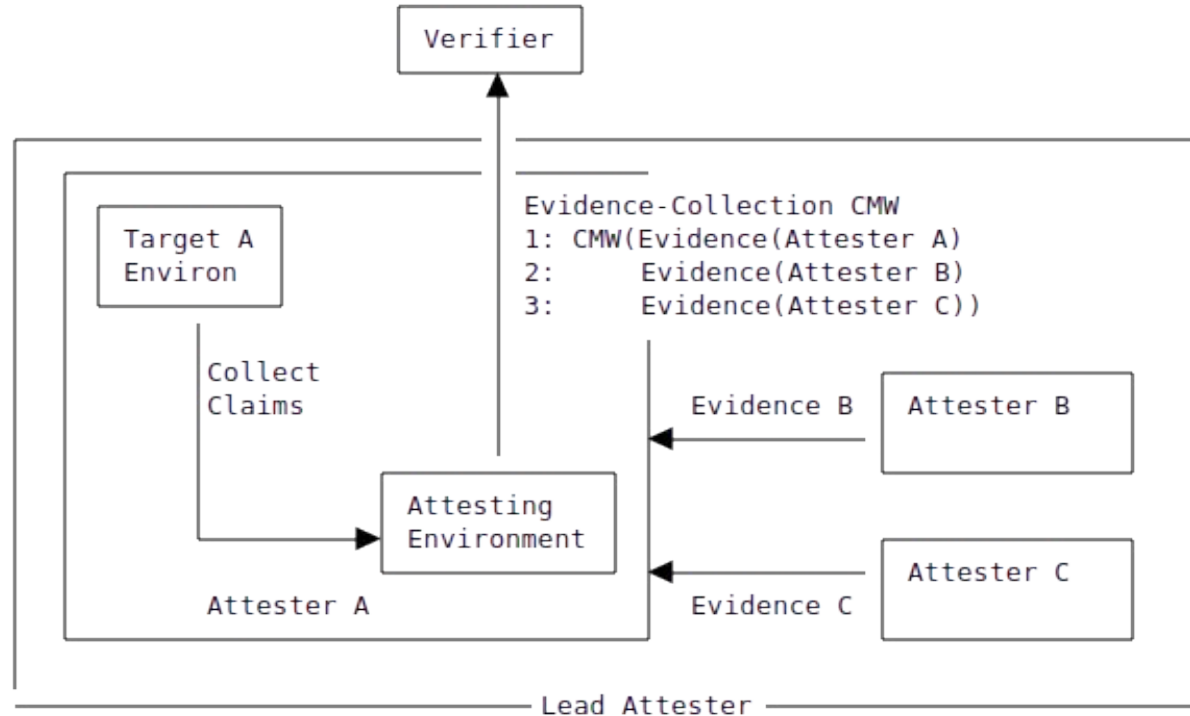 Verifier
Evidence-Collection CMW
1: CMW(Evidence(Attester A)
2:     Evidence(Attester B)
3:     Evidence(Attester C))
Target A
Environ
Collect
Claims
Evidence B
Attester B
Attesting
Environment
Attester C
Attester A
Evidence C
Lead Attester